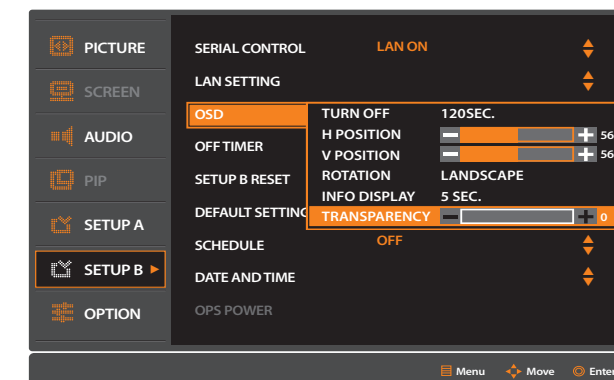 PICTURE
SCREEN
AUDIO
PIP
SETUP A
SETUP B
OPTION
SERIAL CONTROL LAN ON
LAN SETTING
OSD
OFF TIMER
SETUP B RESET
DEFAULT SETTING
SCHEDULE OFF
DATE AND TIME
OPS POWER
TURN OFF 120SEC.
H POSITION 56
V POSITION 56
ROTATION LANDSCAPE
INFO DISPLAY 5 SEC.
TRANSPARENCY 0
Menu Move Enter